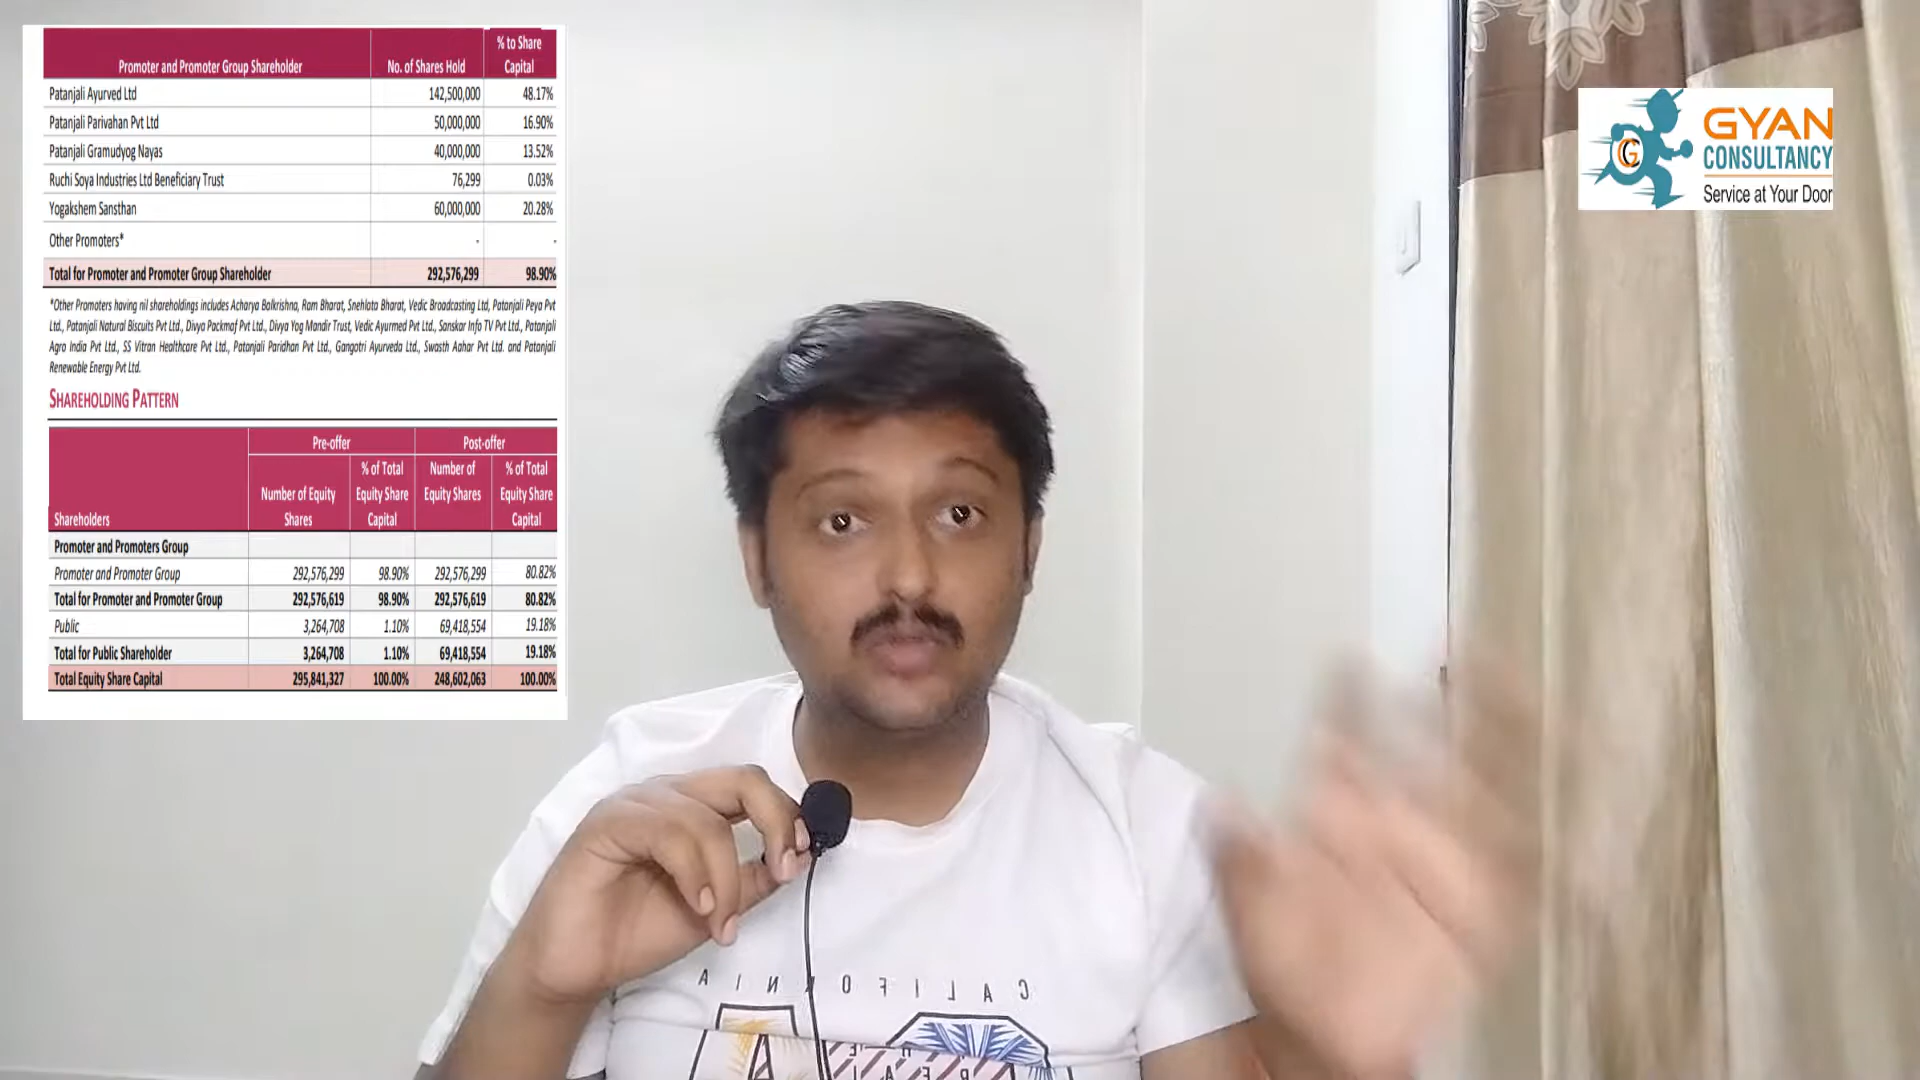 Promoter and Promoter Group Shareholder No. of Shares Hold % to Share Capital
Patanjali Ayurved Ltd 142,500,000 48.17%
Patanjali Parivahan Pvt Ltd 50,000,000 16.90%
Patanjali Gramudyog Nayas 40,000,000 13.52%
Ruchi Soya Industries Ltd Beneficiary Trust 76,299 0.03%
Yogakshem Sansthan 60,000,000 20.28%
Other Promoters* - -
Total for Promoter and Promoter Group Shareholder 292,576,299 98.90%
*Other Promoters having nil shareholdings includes Acharya Balkrishna, Ram Bharat, Snehlata Bharat, Vedic Broadcasting Ltd, Patanjali Peya Pvt
Ltd., Patanjali Natural Biscuits Pvt Ltd., Divya Packmaf Pvt Ltd., Divya Yog Mandir Trust, Vedic Ayurmed Pvt Ltd., Sanskar Info TV Pvt Ltd., Patanjali
Agro India Pvt Ltd., SS Vitran Healthcare Pvt Ltd., Patanjali Paridhan Pvt Ltd., Gangotri Ayurveda Ltd., Swasth Aahar Pvt Ltd. and Patanjali
Renewable Energy Pvt Ltd.
SHAREHOLDING PATTERN
Pre-offer Post-offer
Shareholders Number of Equity Shares % of Total Equity Share Capital Number of Equity Shares % of Total Equity Share Capital
Promoter and Promoters Group
Promoter and Promoter Group 292,576,299 98.90% 292,576,299 80.82%
Total for Promoter and Promoter Group 292,576,619 98.90% 292,576,619 80.82%
Public 3,264,708 1.10% 69,418,554 19.18%
Total for Public Shareholder 3,264,708 1.10% 69,418,554 19.18%
Total Equity Share Capital 295,841,327 100.00% 248,602,063 100.00%
GYAN
CONSULTANCY
Service at Your Door
CALIFORNIA